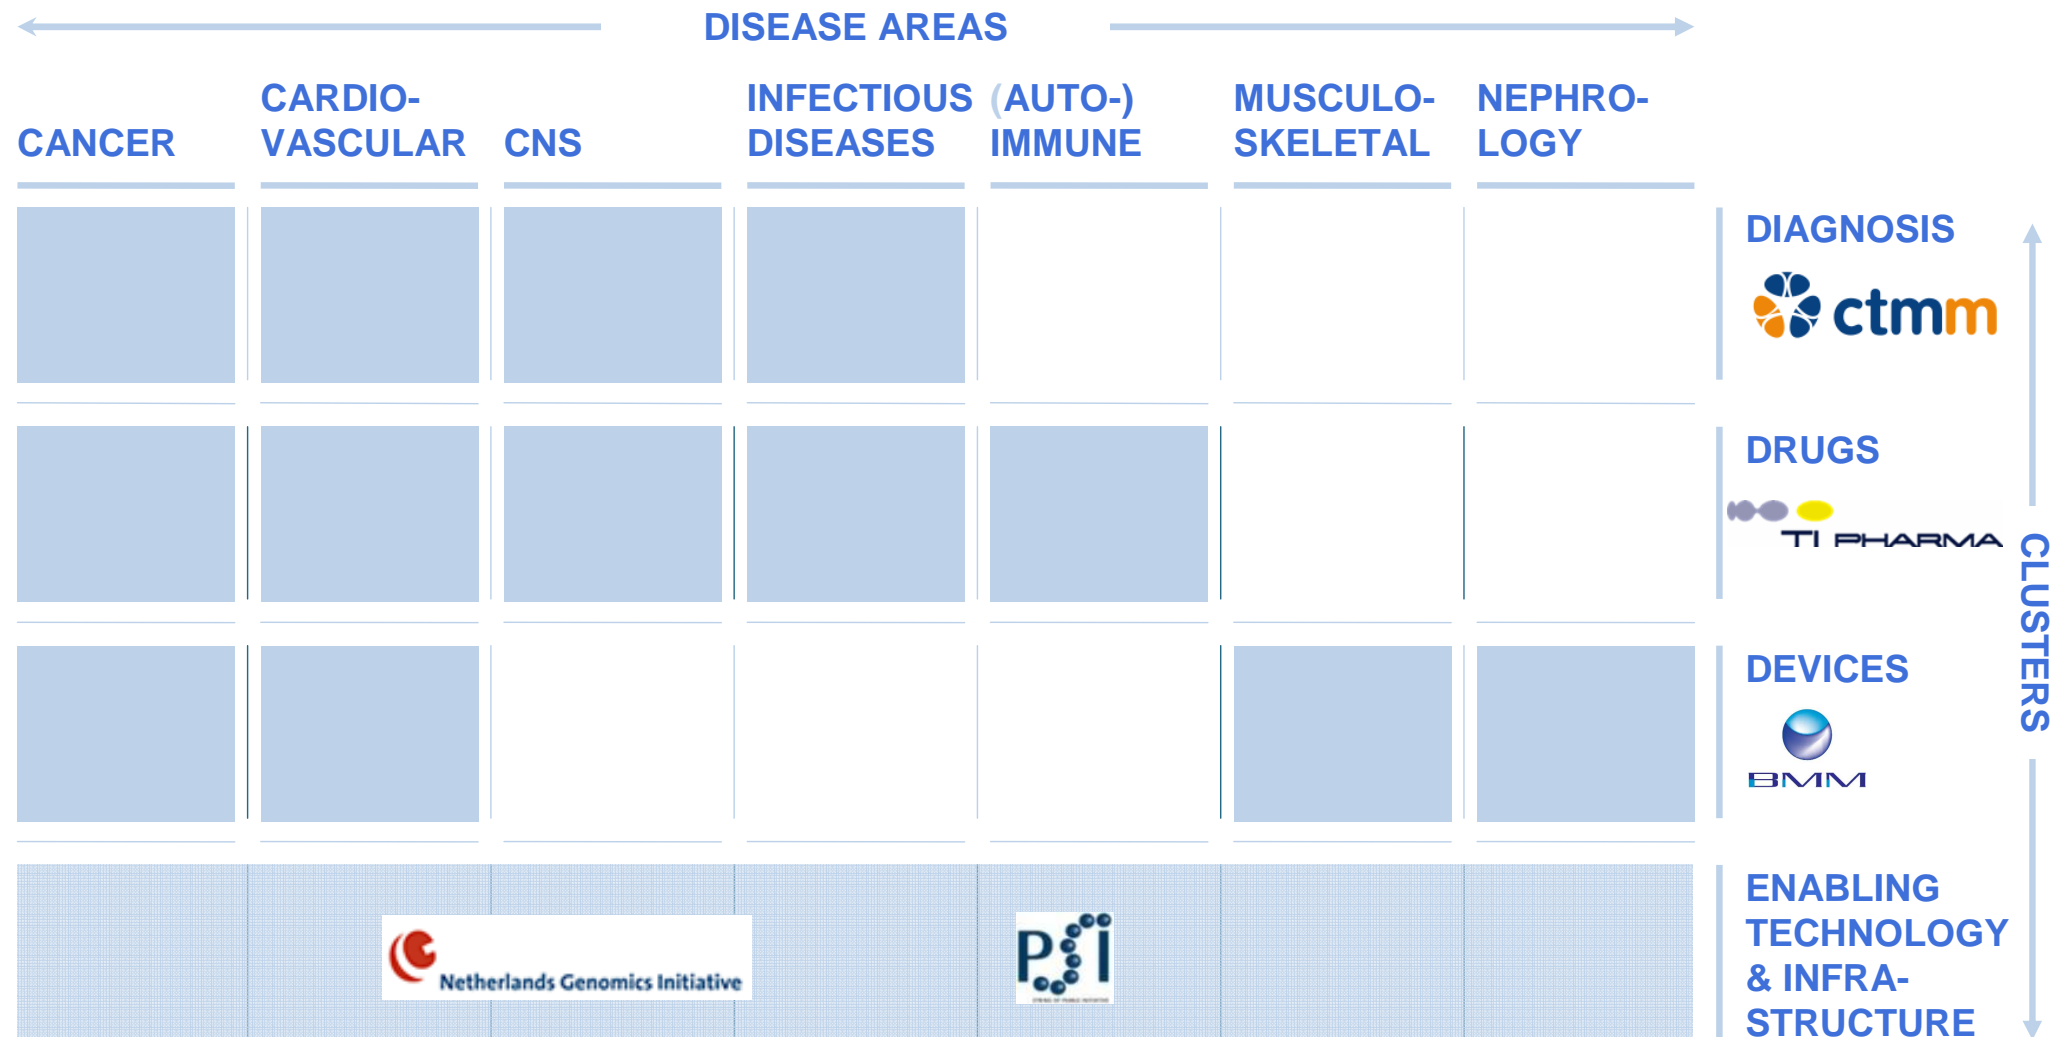 DISEASE AREAS
CANCER
CARDIO-
VASCULAR
CNS
INFECTIOUS
DISEASES
(AUTO-)
IMMUNE
MUSCULO-
SKELETAL
NEPHRO-
LOGY
DIAGNOSIS
ctmm
DRUGS
TI PHARMA
CLUSTERS
DEVICES
BMM
ENABLING
TECHNOLOGY
& INFRA-
STRUCTURE
Netherlands Genomics Initiative
PSI